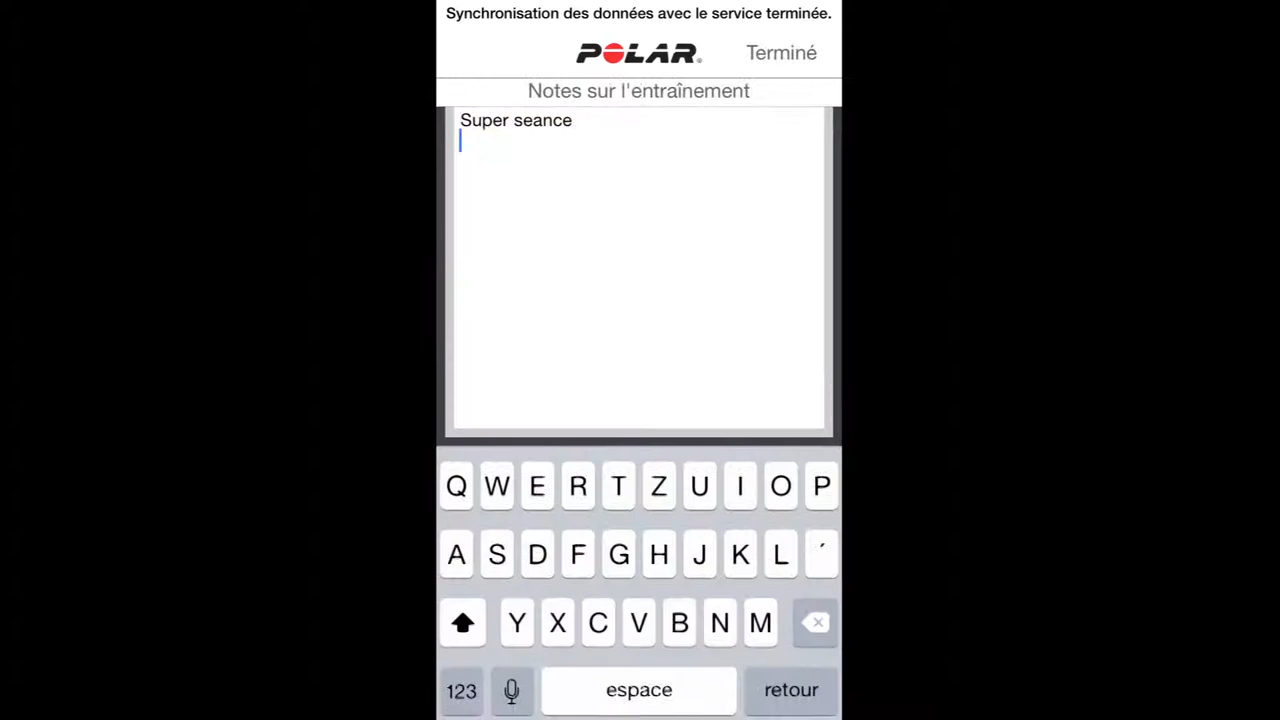 Synchronisation des données avec le service terminée.
POLAR® Terminé
Notes sur l'entraînement
Super seance
Q W E R T Z U I O P
A S D F G H J K L ´
Y X C V B N M
123 espace retour